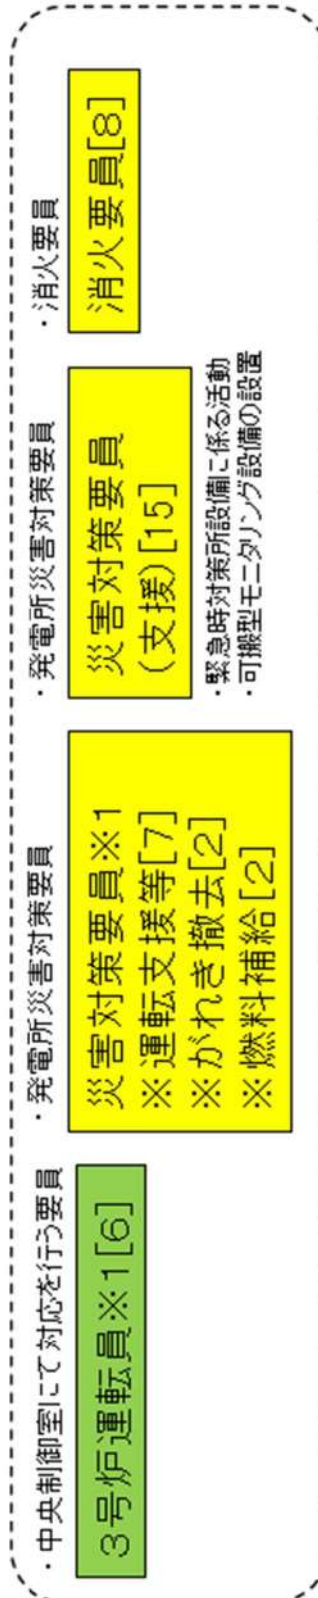 ・中央制御室にて対応を行う要員
3号炉運転員※1[6]
・発電所災害対策要員
災害対策要員※1
※運転支援等[7]
※がれき撤去[2]
※燃料補給[2]
・発電所災害対策要員
災害対策要員
(支援)[15]
・緊急時対策所設備に係る活動
・可搬型モニタリング設備の設置
・消火要員
消火要員[8]